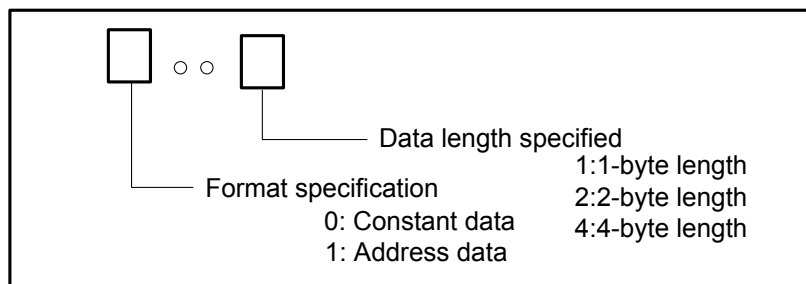 Data length specified
1:1-byte length
2:2-byte length
4:4-byte length
Format specification
0: Constant data
1: Address data